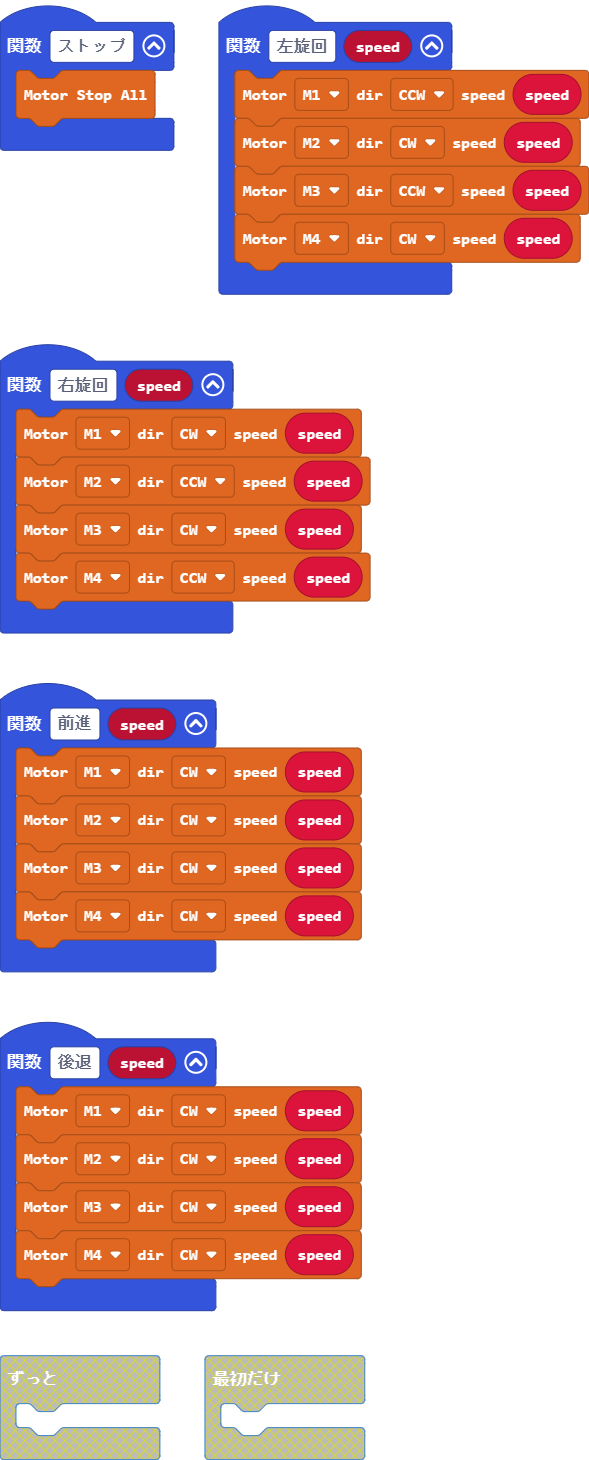 関数 ストップ
Motor Stop All
関数 左旋回 speed
Motor M1 dir CCW speed speed
Motor M2 dir CW speed speed
Motor M3 dir CCW speed speed
Motor M4 dir CW speed speed
関数 右旋回 speed
Motor M1 dir CW speed speed
Motor M2 dir CCW speed speed
Motor M3 dir CW speed speed
Motor M4 dir CCW speed speed
関数 前進 speed
Motor M1 dir CW speed speed
Motor M2 dir CW speed speed
Motor M3 dir CW speed speed
Motor M4 dir CW speed speed
関数 後退 speed
Motor M1 dir CW speed speed
Motor M2 dir CW speed speed
Motor M3 dir CW speed speed
Motor M4 dir CW speed speed
ずっと
最初だけ